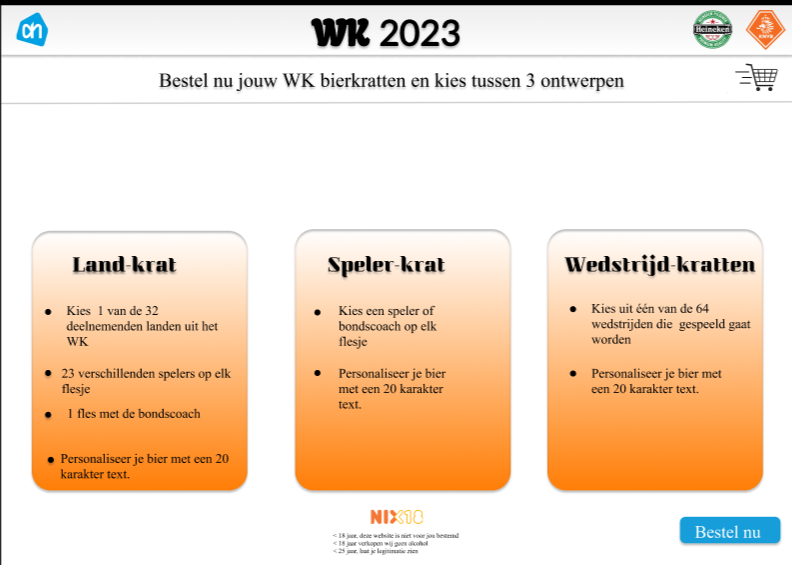 ah
WK 2023
Heineken
KNVB
Bestel nu jouw WK bierkratten en kies tussen 3 ontwerpen
Land-krat
• Kies 1 van de 32
deelnemenden landen uit het
WK
• 23 verschillenden spelers op elk
flesje
• 1 fles met de bondscoach
• Personaliseer je bier met een 20
karakter text.
Speler-krat
• Kies een speler of
bondscoach op elk
flesje
• Personaliseer je bier
met een 20 karakter
text.
Wedstrijd-kratten
• Kies uit één van de 64
wedstrijden die gespeeld gaat
worden
• Personaliseer je bier met
een 20 karakter text.
NIX18
< 18 jaar, deze website is niet voor jou bestemd
< 18 jaar verkopen wij geen alcohol
< 25 jaar, laat je legitimatie zien
Bestel nu